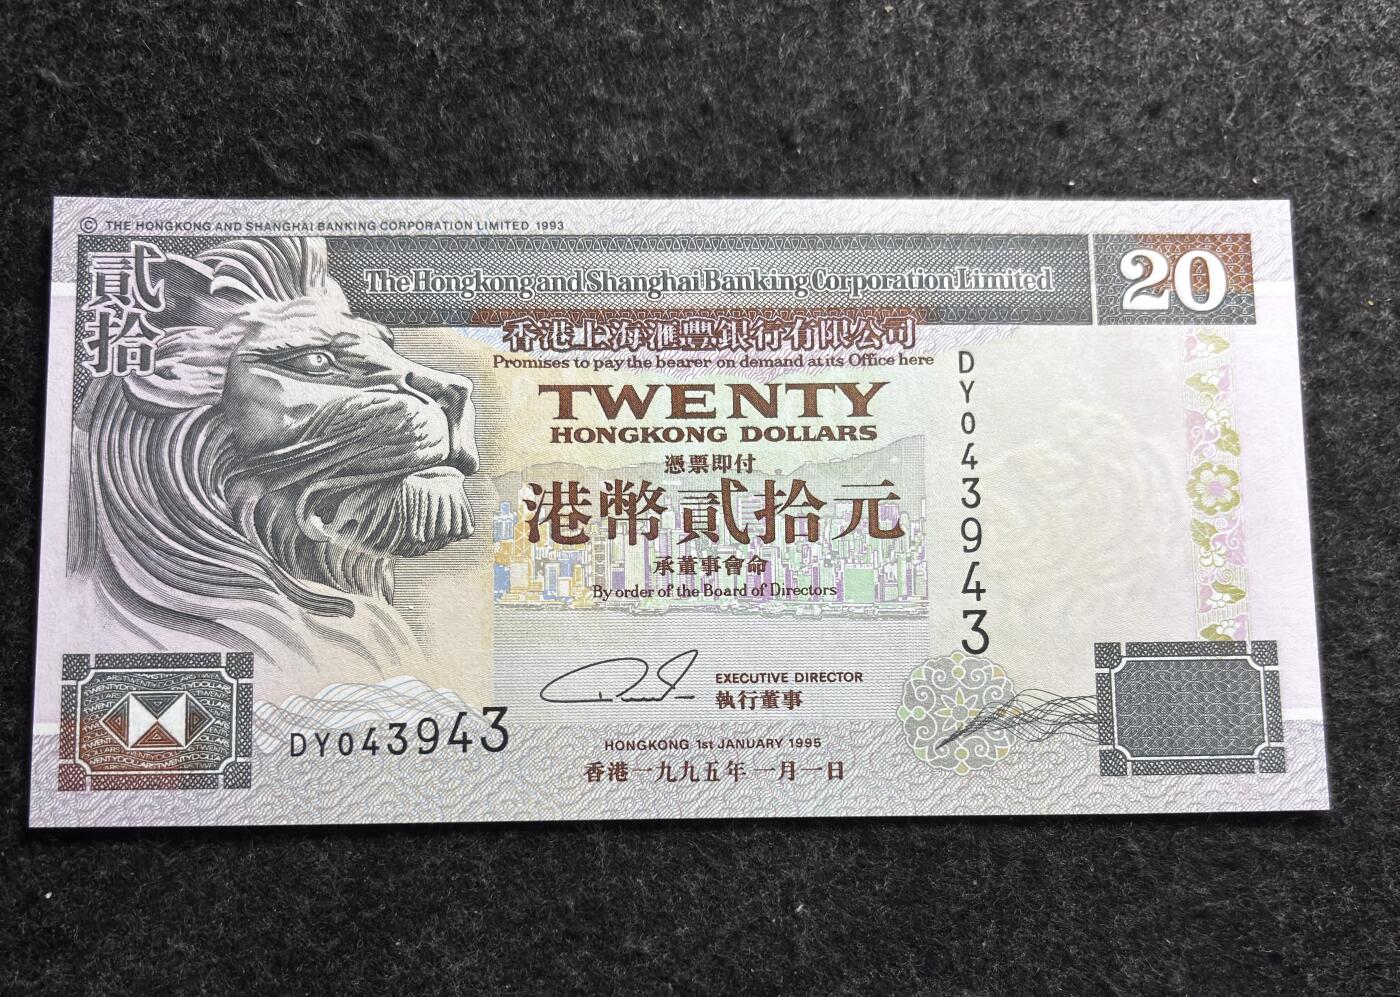 © THE HONGKONG AND SHANGHAI BANKING CORPORATION LIMITED 1993
貳拾
The Hongkong and Shanghai Banking Corporation Limited
20
香港上海滙豐銀行有限公司
Promises to pay the bearer on demand at its Office here
TWENTY
HONGKONG DOLLARS
憑票即付
港幣貳拾元
承董事會命
By order of the Board of Directors
DY043943
EXECUTIVE DIRECTOR
執行董事
DY043943
HONGKONG 1st JANUARY 1995
香港一九九五年一月一日